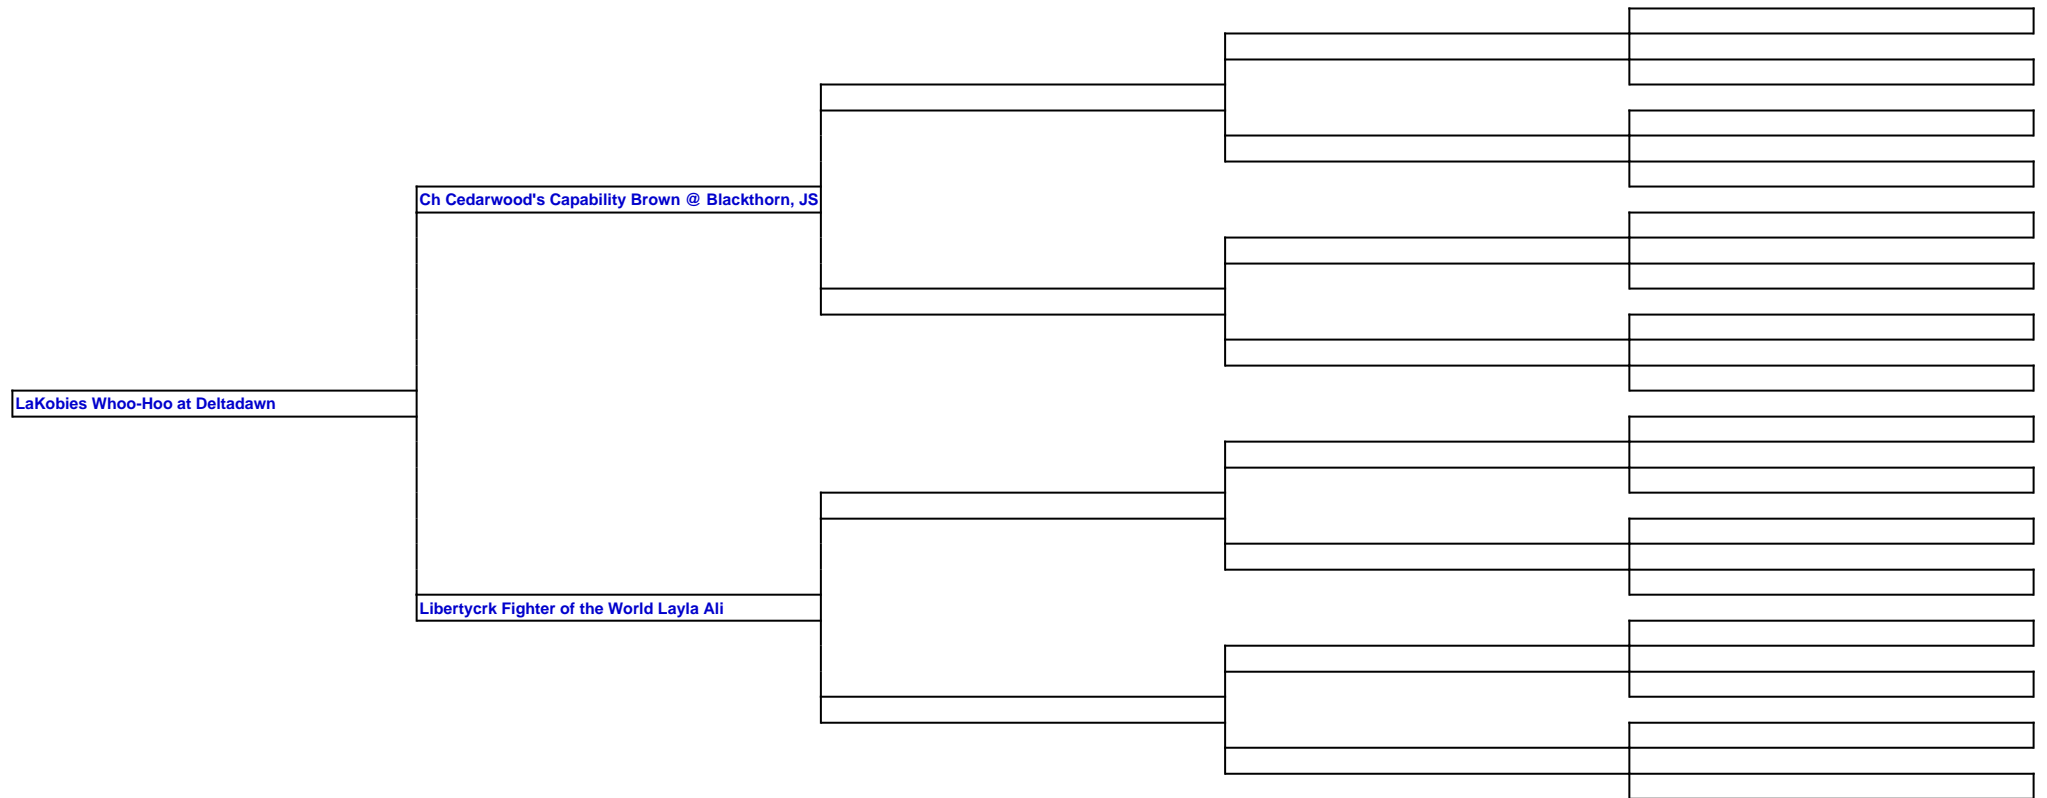 Ch Cedarwood's Capability Brown @ Blackthorn, JS
LaKobies Whoo-Hoo at Deltadawn
Libertycrk Fighter of the World Layla Ali